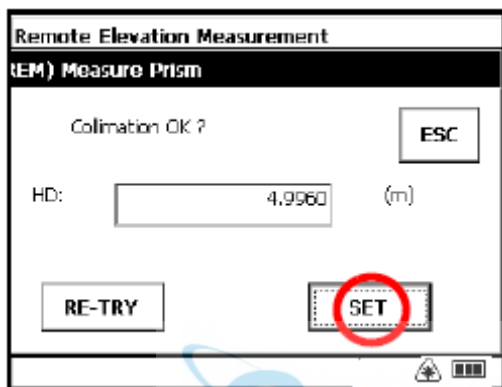 Remote Elevation Measurement
(EM) Measure Prism
Colimation OK ?
ESC
HD: 4.9960 (m)
RE-TRY
SET